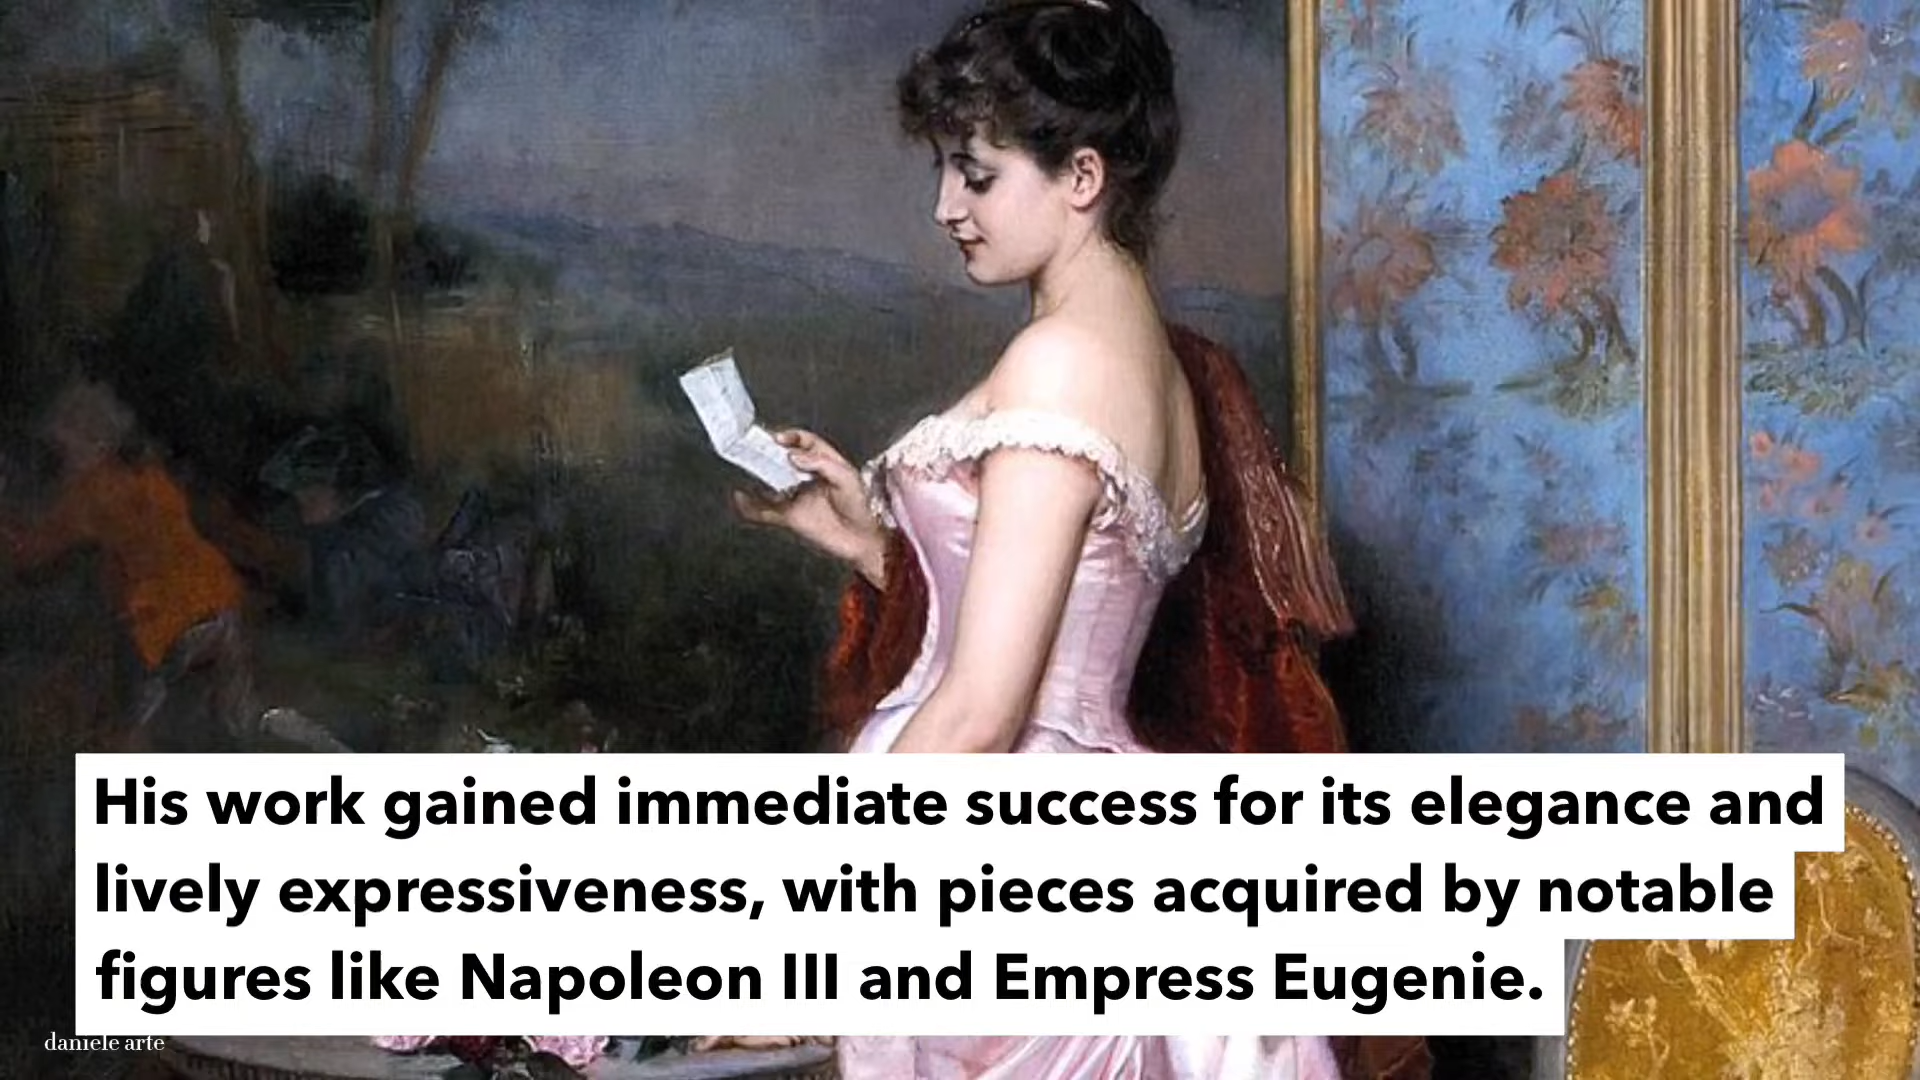 His work gained immediate success for its elegance and
lively expressiveness, with pieces acquired by notable
figures like Napoleon III and Empress Eugenie.
daniele arte